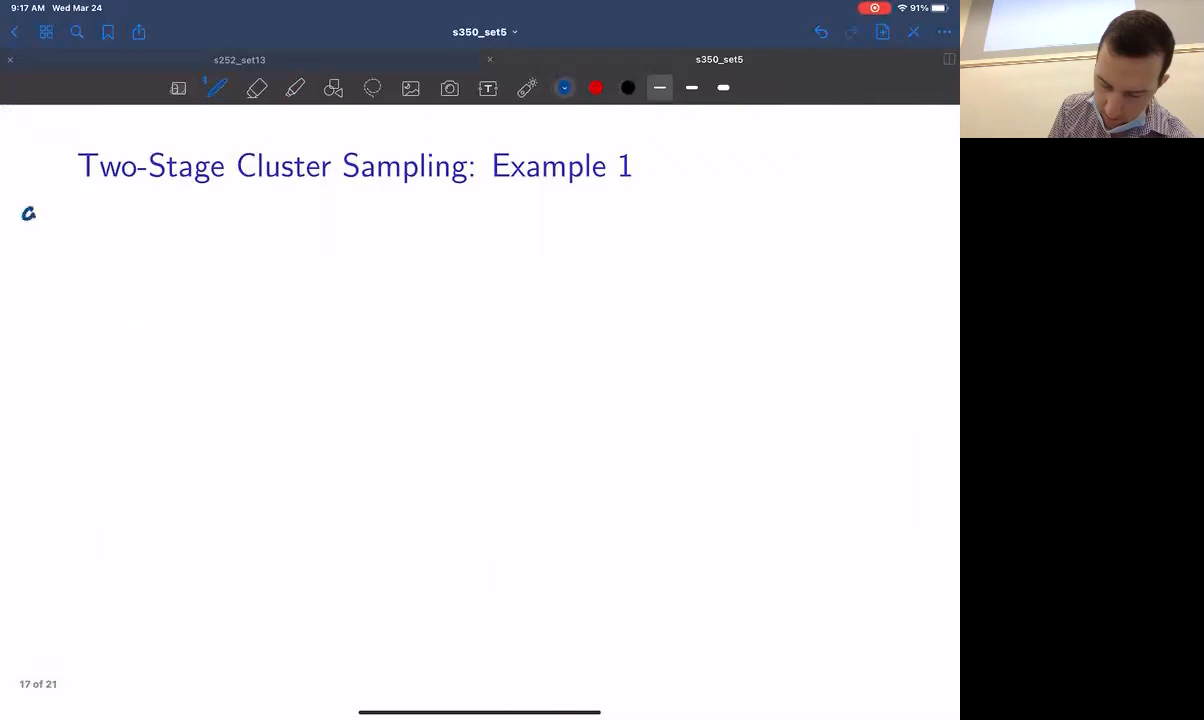 9:17 AM Wed Mar 24
91%
s350_set5
s252_set13
s350_set5
T
Two-Stage Cluster Sampling: Example 1
a
17 of 21